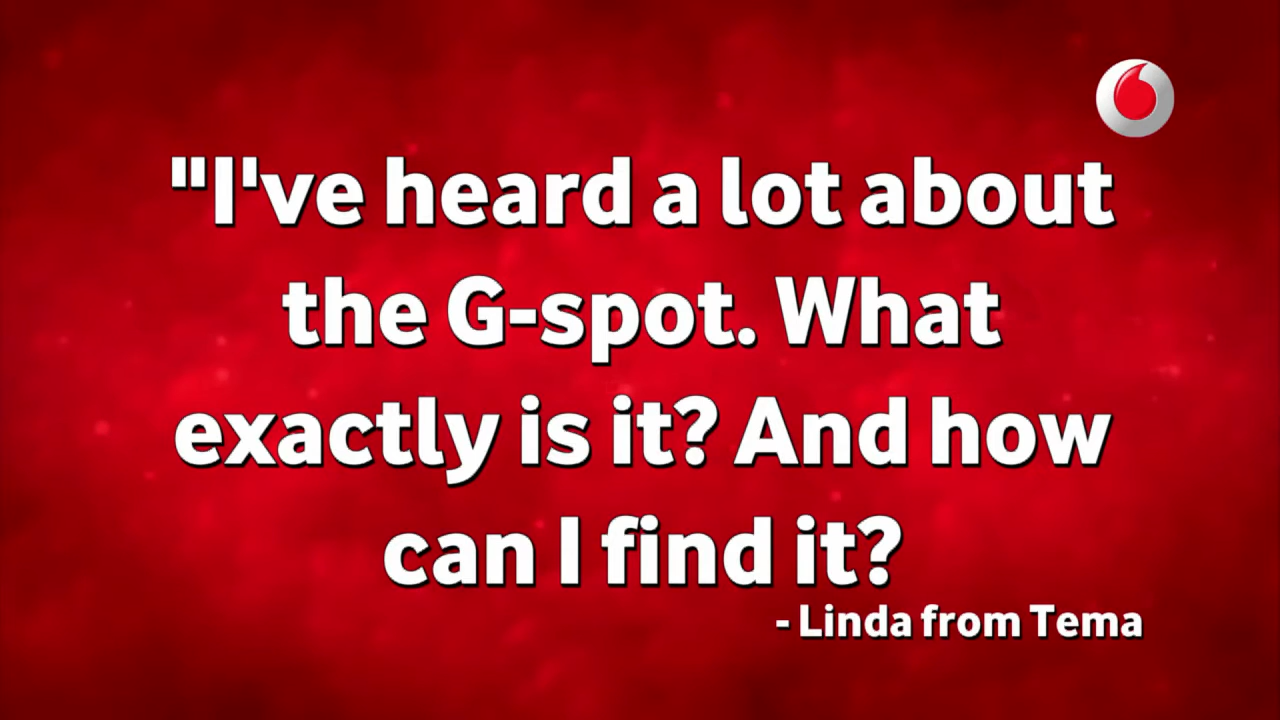 "I've heard a lot about
the G-spot. What
exactly is it? And how
can I find it?
- Linda from Tema